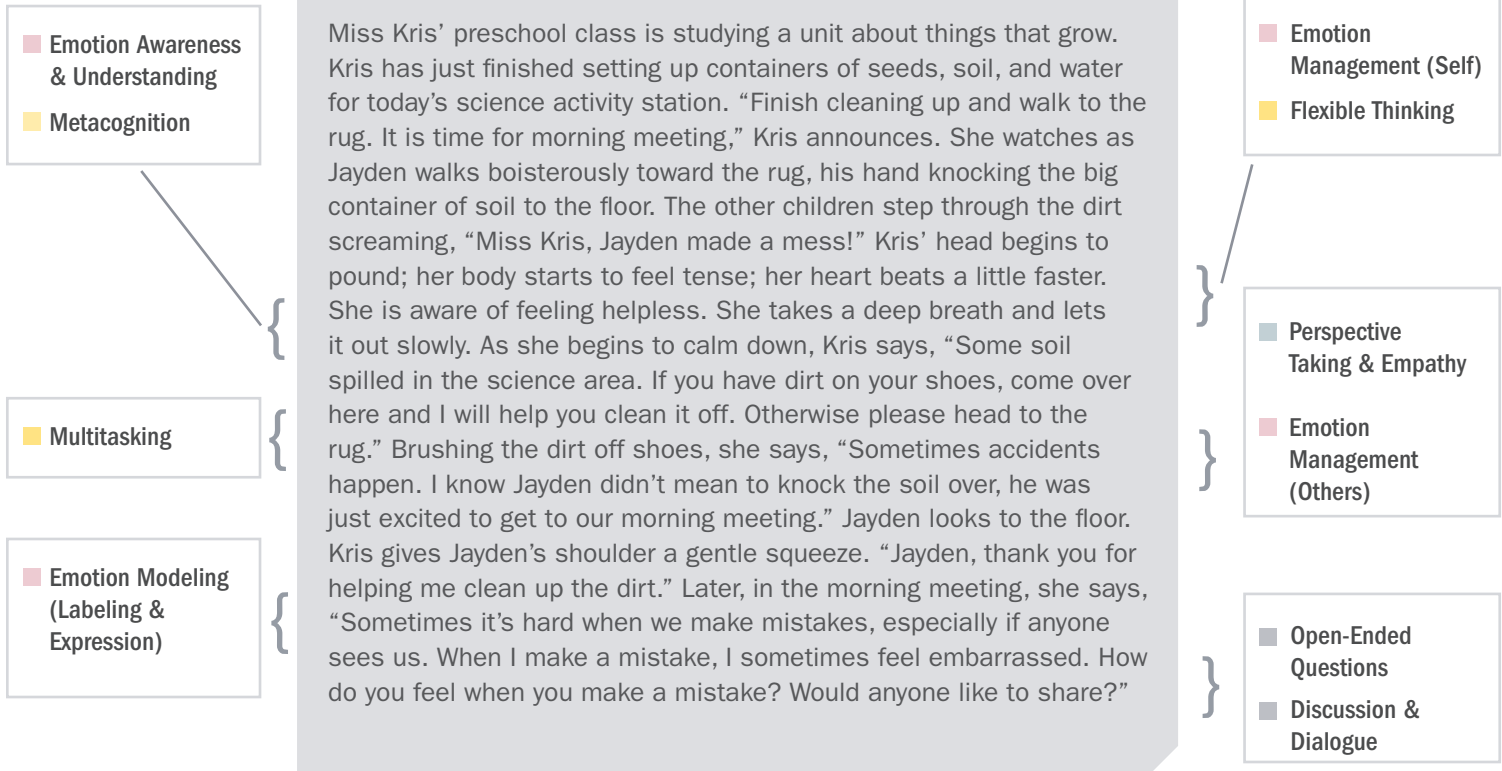 Emotion Awareness
& Understanding
Metacognition
Multitasking
Emotion Modeling
(Labeling &
Expression)
Miss Kris’ preschool class is studying a unit about things that grow.
Kris has just finished setting up containers of seeds, soil, and water
for today’s science activity station. “Finish cleaning up and walk to the
rug. It is time for morning meeting,” Kris announces. She watches as
Jayden walks boisterously toward the rug, his hand knocking the big
container of soil to the floor. The other children step through the dirt
screaming, “Miss Kris, Jayden made a mess!” Kris’ head begins to
pound; her body starts to feel tense; her heart beats a little faster.
She is aware of feeling helpless. She takes a deep breath and lets
it out slowly. As she begins to calm down, Kris says, “Some soil
spilled in the science area. If you have dirt on your shoes, come over
here and I will help you clean it off. Otherwise please head to the
rug.” Brushing the dirt off shoes, she says, “Sometimes accidents
happen. I know Jayden didn’t mean to knock the soil over, he was
just excited to get to our morning meeting.” Jayden looks to the floor.
Kris gives Jayden’s shoulder a gentle squeeze. “Jayden, thank you for
helping me clean up the dirt.” Later, in the morning meeting, she says,
“Sometimes it’s hard when we make mistakes, especially if anyone
sees us. When I make a mistake, I sometimes feel embarrassed. How
do you feel when you make a mistake? Would anyone like to share?”
Emotion
Management (Self)
Flexible Thinking
Perspective
Taking & Empathy
Emotion
Management
(Others)
Open-Ended
Questions
Discussion &
Dialogue